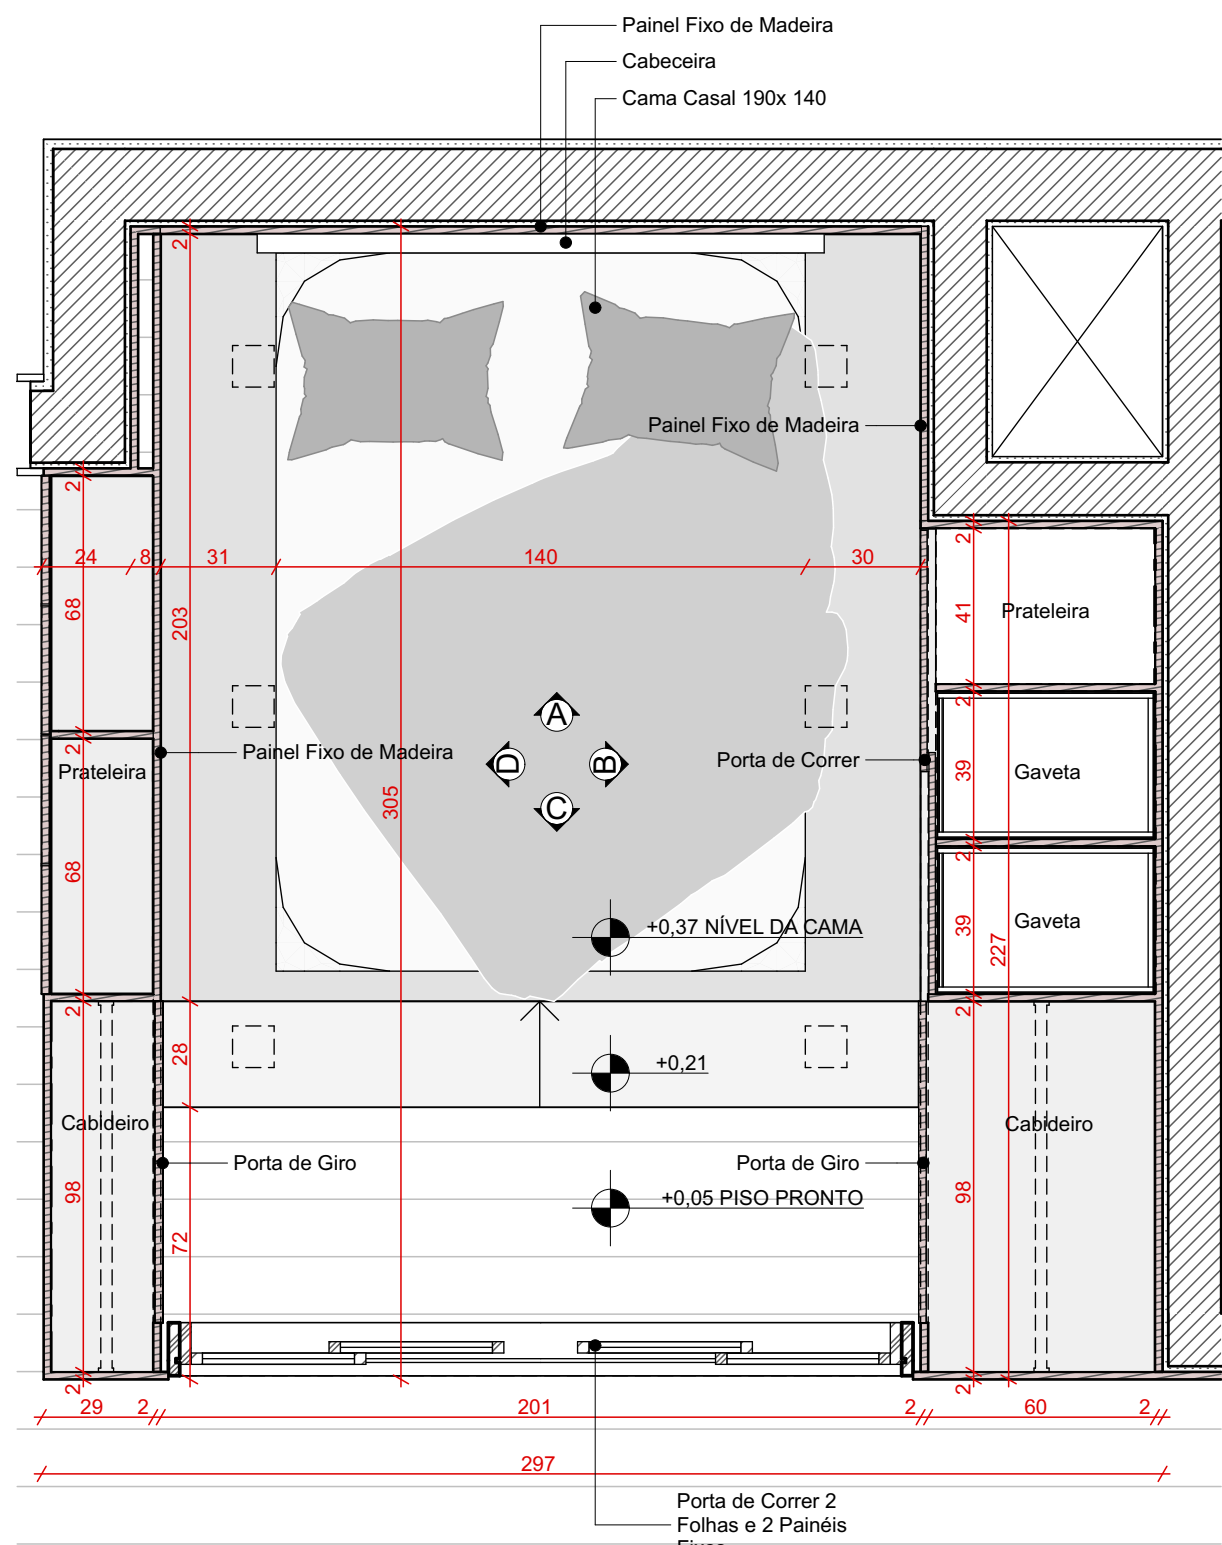 Painel Fixo de Madeira
Cabeceira
Cama Casal 190x 140
2
Painel Fixo de Madeira
2
2
24
8
31
140
30
68
203
41
Prateleira
2
2
Prateleira
Painel Fixo de Madeira
305
Porta de Correr
39
Gaveta
A
D
B
C
2
68
39
Gaveta
227
+0,37 NÍVEL DA CAMA
2
2
28
+0,21
Cabideiro
Cabideiro
Porta de Giro
Porta de Giro
98
98
+0,05 PISO PRONTO
72
2
2
29
2
201
2
60
2
297
Porta de Correr 2
Folhas e 2 Painéis